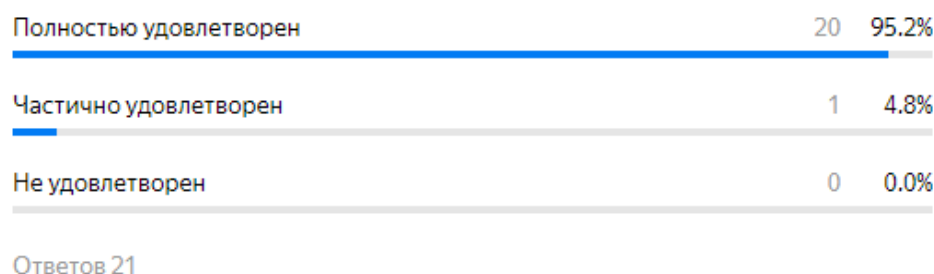 Полностью удовлетворен 20 95.2%
Частично удовлетворен 1 4.8%
Не удовлетворен 0 0.0%
Ответов 21